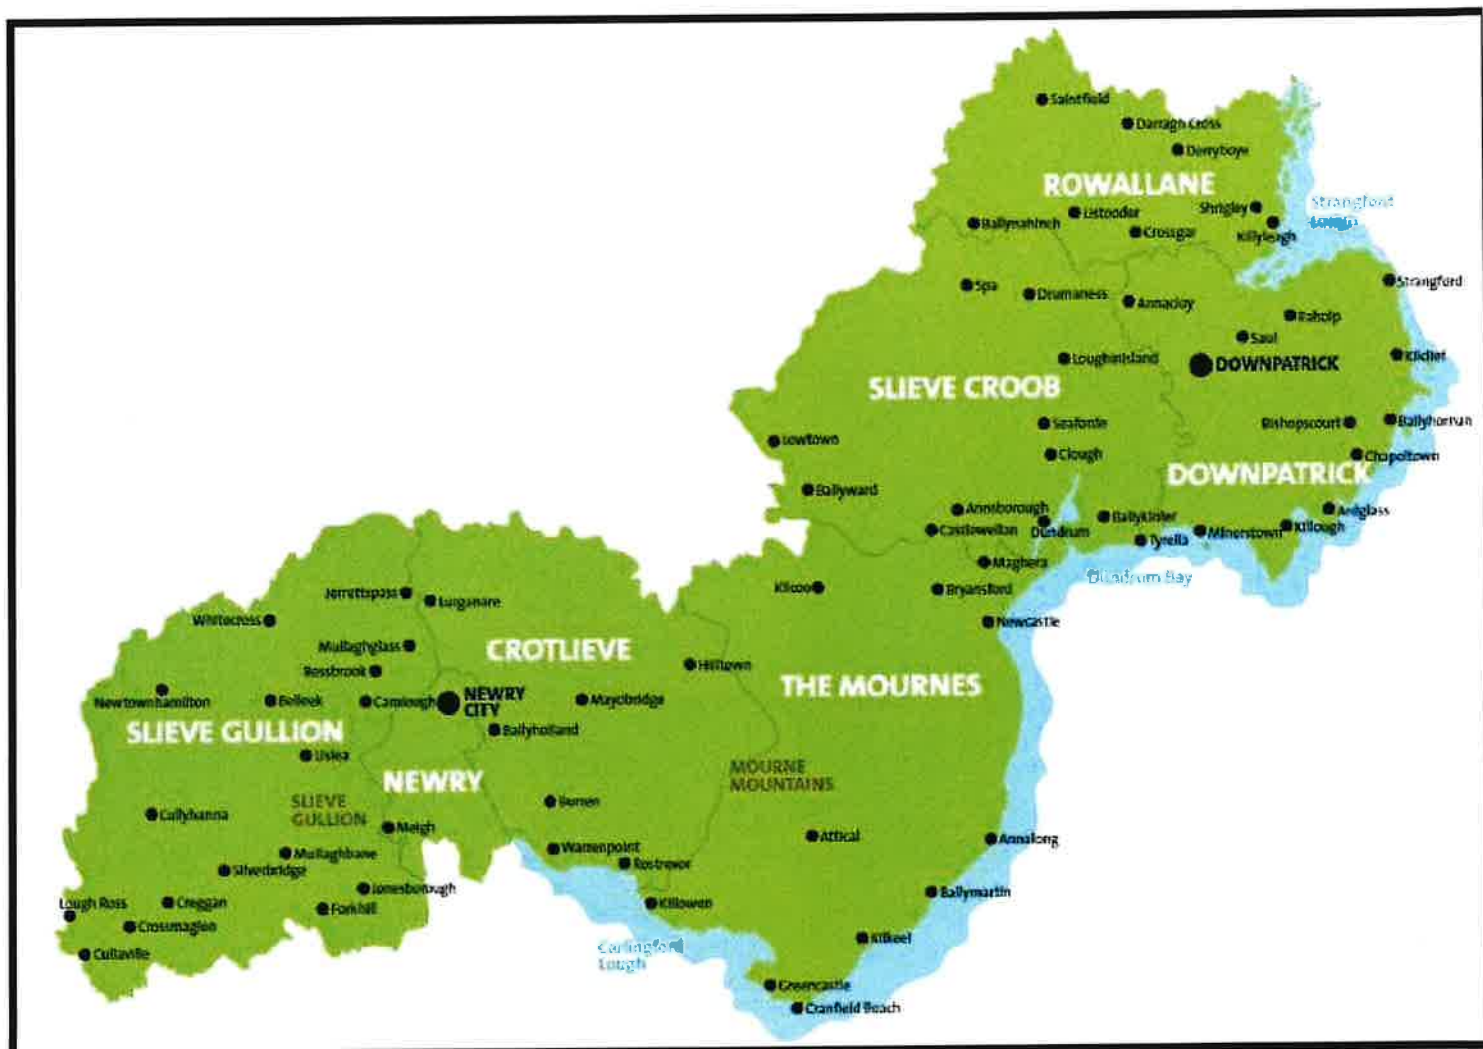 Saintfield
Darragh Cross
Derryboye
ROWALLANE
Strangford
Lough
Shrigley
Listooder
Ballynahinch
Crossgar
Killyleagh
Strangford
Spa
Drumaness
Annacloy
Raholp
Saul
Loughinisland
DOWNPATRICK
Kilclief
SLIEVE CROOB
Seaforde
Bishopscourt
Ballyhornan
Lowtown
Clough
Chapeltown
DOWNPATRICK
Ballyward
Annsborough
Ardglass
Castlewellan
Dundrum
Ballykinler
Minerstown
Killough
Tyrella
Maghera
Dundrum Bay
Kilcoo
Bryansford
Jerrettspass
Lurganare
Whitecross
Newcastle
Mullaghglass
CROTLIEVE
Bessbrook
Hilltown
THE MOURNES
Newtownhamilton
Belleek
Camlough
NEWRY
CITY
Mayobridge
SLIEVE GULLION
Ballyholland
Lislea
NEWRY
MOURNE
MOUNTAINS
SLIEVE
GULLION
Burren
Cullyhanna
Meigh
Attical
Annalong
Mullaghbane
Warrenpoint
Rostrevor
Silverbridge
Jonesborough
Ballymartin
Lough Ross
Creggan
Forkhill
Killowen
Crossmaglen
Kilkeel
Cullaville
Carlingford
Lough
Greencastle
Cranfield Beach